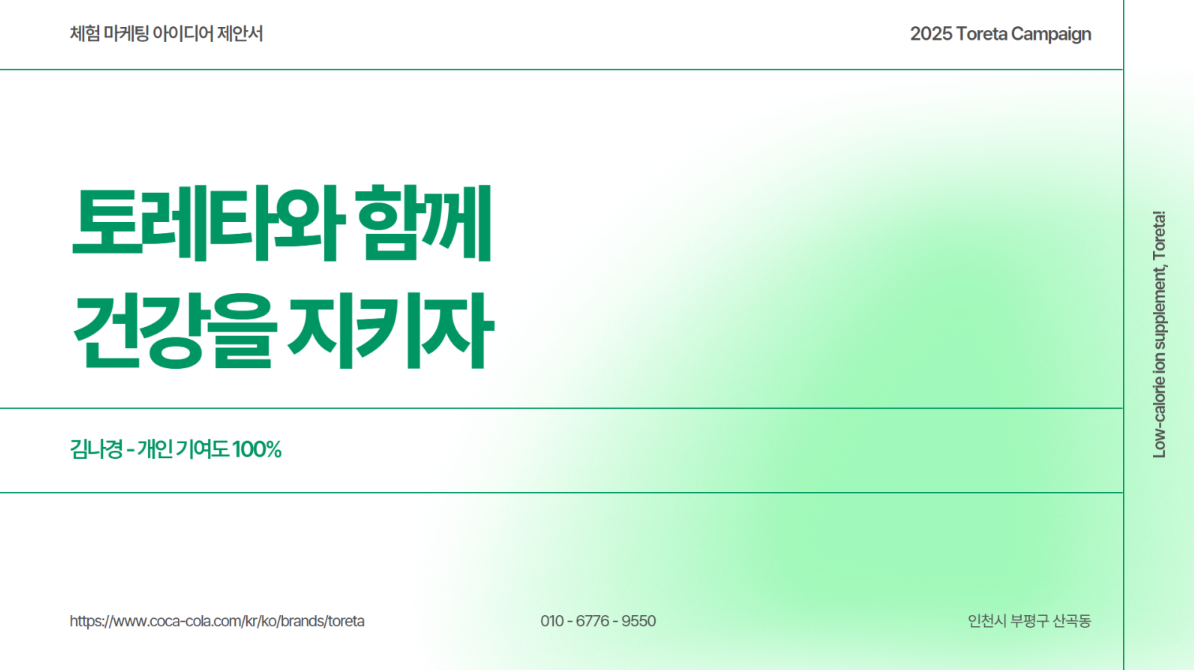 체험 마케팅 아이디어 제안서
2025 Toreta Campaign
토레타와 함께
건강을 지키자
김나경 - 개인 기여도 100%
https://www.coca-cola.com/kr/ko/brands/toreta
010 - 6776 - 9550
인천시 부평구 산곡동
Low-calorie ion supplement, Toreta!